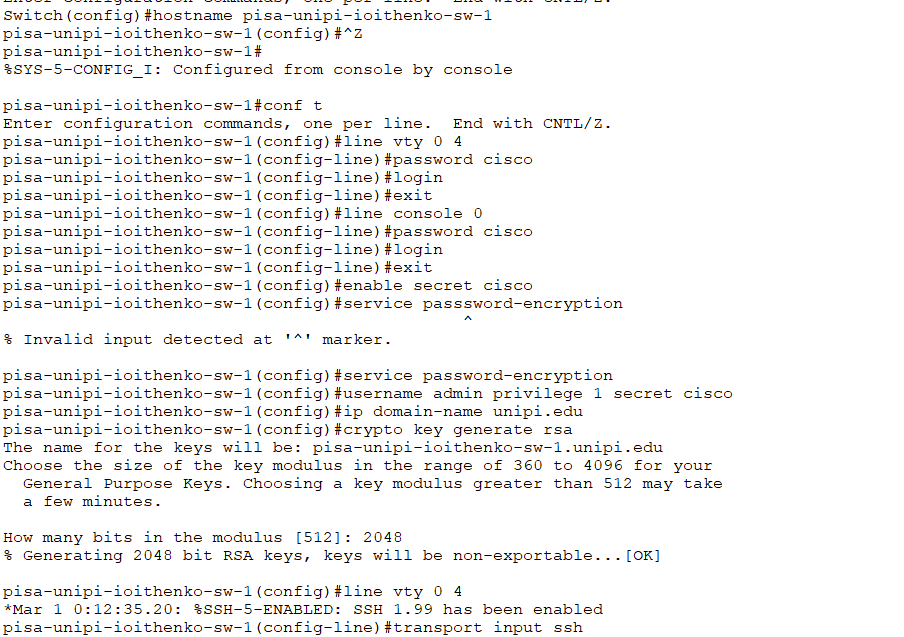 Enter configuration commands, one per line.  End with CNTL/Z.
Switch(config)#hostname pisa-unipi-ioithenko-sw-1
pisa-unipi-ioithenko-sw-1(config)#^Z
pisa-unipi-ioithenko-sw-1#
%SYS-5-CONFIG_I: Configured from console by console
pisa-unipi-ioithenko-sw-1#conf t
Enter configuration commands, one per line.  End with CNTL/Z.
pisa-unipi-ioithenko-sw-1(config)#line vty 0 4
pisa-unipi-ioithenko-sw-1(config-line)#password cisco
pisa-unipi-ioithenko-sw-1(config-line)#login
pisa-unipi-ioithenko-sw-1(config-line)#exit
pisa-unipi-ioithenko-sw-1(config)#line console 0
pisa-unipi-ioithenko-sw-1(config-line)#password cisco
pisa-unipi-ioithenko-sw-1(config-line)#login
pisa-unipi-ioithenko-sw-1(config-line)#exit
pisa-unipi-ioithenko-sw-1(config)#enable secret cisco
pisa-unipi-ioithenko-sw-1(config)#service passsword-encryption
^
% Invalid input detected at '^' marker.
pisa-unipi-ioithenko-sw-1(config)#service password-encryption
pisa-unipi-ioithenko-sw-1(config)#username admin privilege 1 secret cisco
pisa-unipi-ioithenko-sw-1(config)#ip domain-name unipi.edu
pisa-unipi-ioithenko-sw-1(config)#crypto key generate rsa
The name for the keys will be: pisa-unipi-ioithenko-sw-1.unipi.edu
Choose the size of the key modulus in the range of 360 to 4096 for your
General Purpose Keys. Choosing a key modulus greater than 512 may take
a few minutes.
How many bits in the modulus [512]: 2048
% Generating 2048 bit RSA keys, keys will be non-exportable...[OK]
pisa-unipi-ioithenko-sw-1(config)#line vty 0 4
*Mar 1 0:12:35.20: %SSH-5-ENABLED: SSH 1.99 has been enabled
pisa-unipi-ioithenko-sw-1(config-line)#transport input ssh